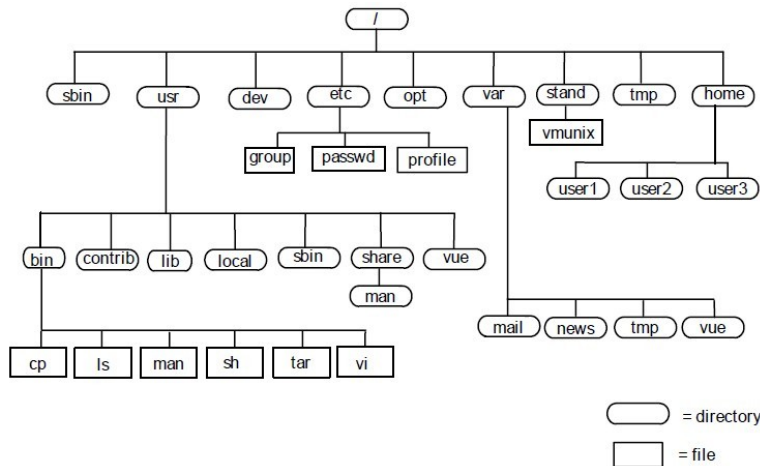 /
sbin usr dev etc opt var stand tmp home
group passwd profile vmunix
user1 user2 user3
bin contrib lib local sbin share vue
man
mail news tmp vue
cp ls man sh tar vi
= directory
= file